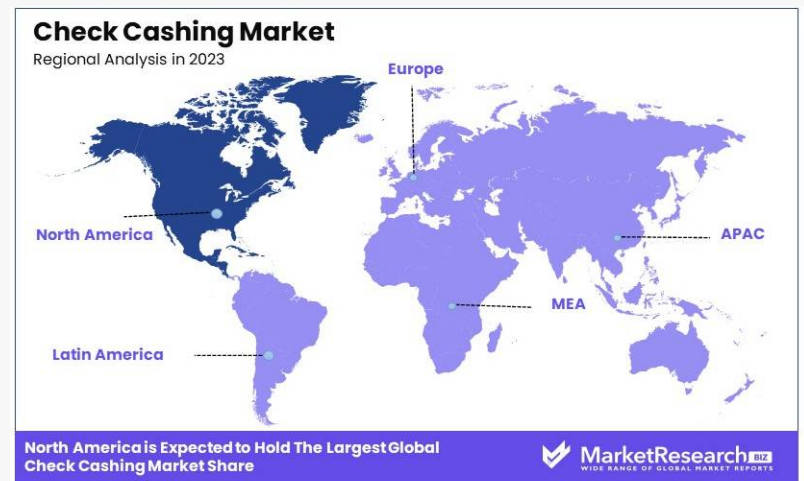 Check Cashing Market
Regional Analysis in 2023
Europe
North America
APAC
MEA
Latin America
North America is Expected to Hold The Largest Global
Check Cashing Market Share
MarketResearch BIZ
WIDE RANGE OF GLOBAL MARKET REPORTS